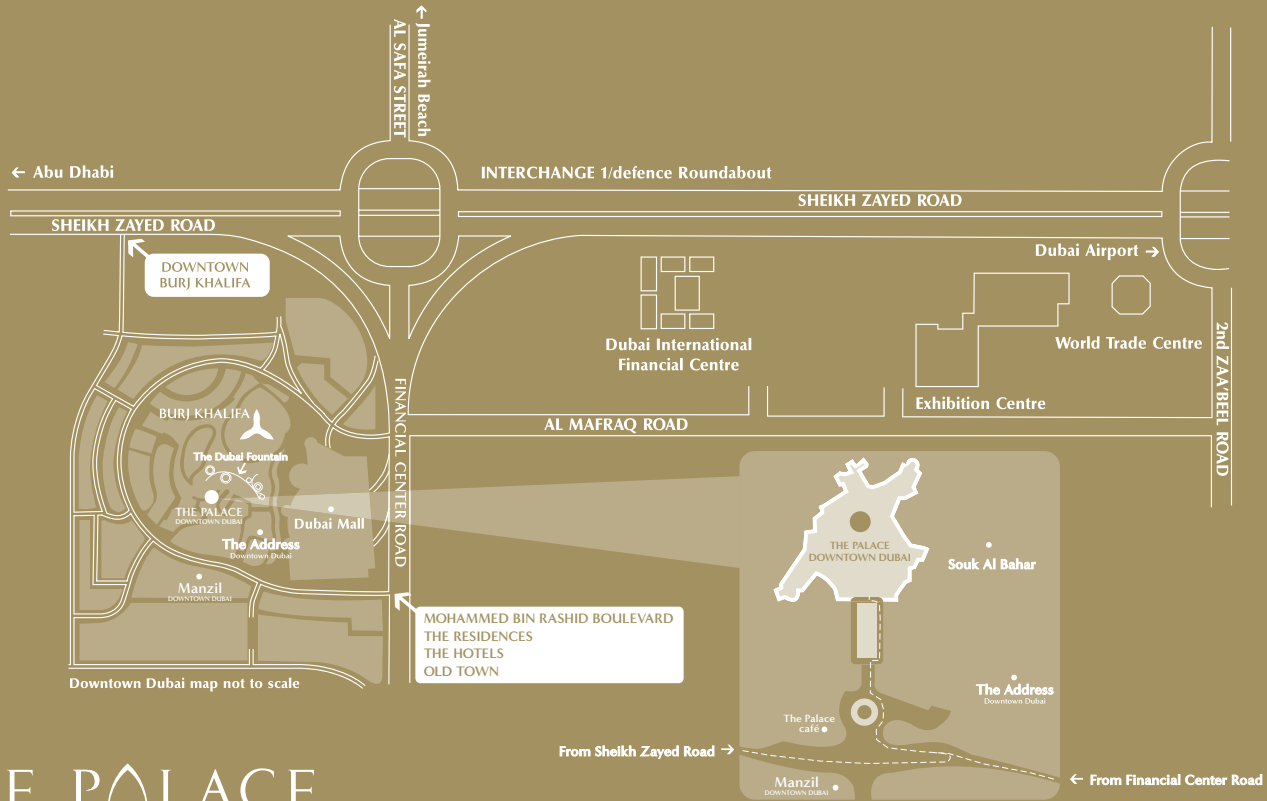 ← Jumeirah Beach
AL SAFA STREET
← Abu Dhabi
INTERCHANGE 1/defence Roundabout
SHEIKH ZAYED ROAD
SHEIKH ZAYED ROAD
Dubai Airport →
DOWNTOWN
BURJ KHALIFA
Dubai International
Financial Centre
World Trade Centre
2nd ZAA'BEEL ROAD
Exhibition Centre
FINANCIAL CENTER ROAD
AL MAFRAQ ROAD
BURJ KHALIFA
The Dubai Fountain
THE PALACE
DOWNTOWN DUBAI
Dubai Mall
The Address
Downtown Dubai
Manzil
DOWNTOWN DUBAI
MOHAMMED BIN RASHID BOULEVARD
THE RESIDENCES
THE HOTELS
OLD TOWN
Downtown Dubai map not to scale
THE PALACE
DOWNTOWN DUBAI
Souk Al Bahar
The Address
Downtown Dubai
The Palace
café
From Sheikh Zayed Road →
← From Financial Center Road
Manzil
DOWNTOWN DUBAI
E PALACE